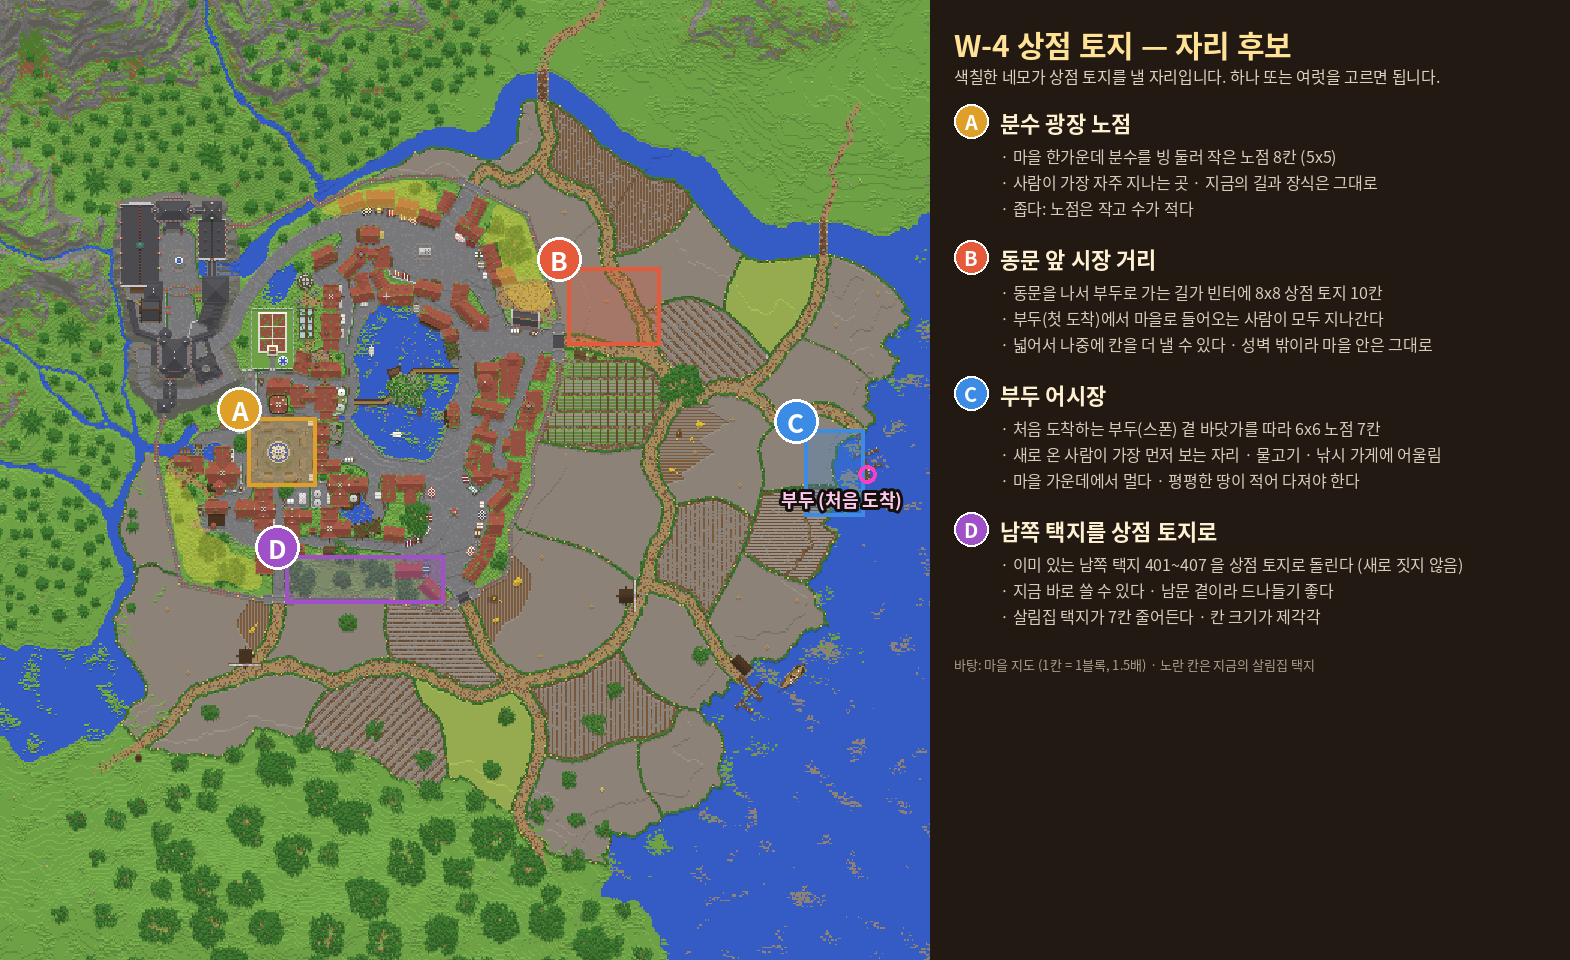 W-4 상점 토지 — 자리 후보
색칠한 네모가 상점 토지를 낼 자리입니다. 하나 또는 여럿을 고르면 됩니다.
A 분수 광장 노점
· 마을 한가운데 분수를 빙 둘러 작은 노점 8칸 (5x5)
· 사람이 가장 자주 지나는 곳 · 지금의 길과 장식은 그대로
· 좁다: 노점은 작고 수가 적다
B 동문 앞 시장 거리
· 동문을 나서 부두로 가는 길가 빈터에 8x8 상점 토지 10칸
· 부두(첫 도착)에서 마을로 들어오는 사람이 모두 지나간다
· 넓어서 나중에 칸을 더 낼 수 있다 · 성벽 밖이라 마을 안은 그대로
C 부두 어시장
· 처음 도착하는 부두(스폰) 곁 바닷가를 따라 6x6 노점 7칸
· 새로 온 사람이 가장 먼저 보는 자리 · 물고기 · 낚시 가게에 어울림
· 마을 가운데에서 멀다 · 평평한 땅이 적어 다져야 한다
D 남쪽 택지를 상점 토지로
· 이미 있는 남쪽 택지 401~407 을 상점 토지로 돌린다 (새로 짓지 않음)
· 지금 바로 쓸 수 있다 · 남문 곁이라 드나들기 좋다
· 살림집 택지가 7칸 줄어든다 · 칸 크기가 제각각
바탕: 마을 지도 (1칸 = 1블록, 1.5배) · 노란 칸은 지금의 살림집 택지
B
A
C
부두 (처음 도착)
D